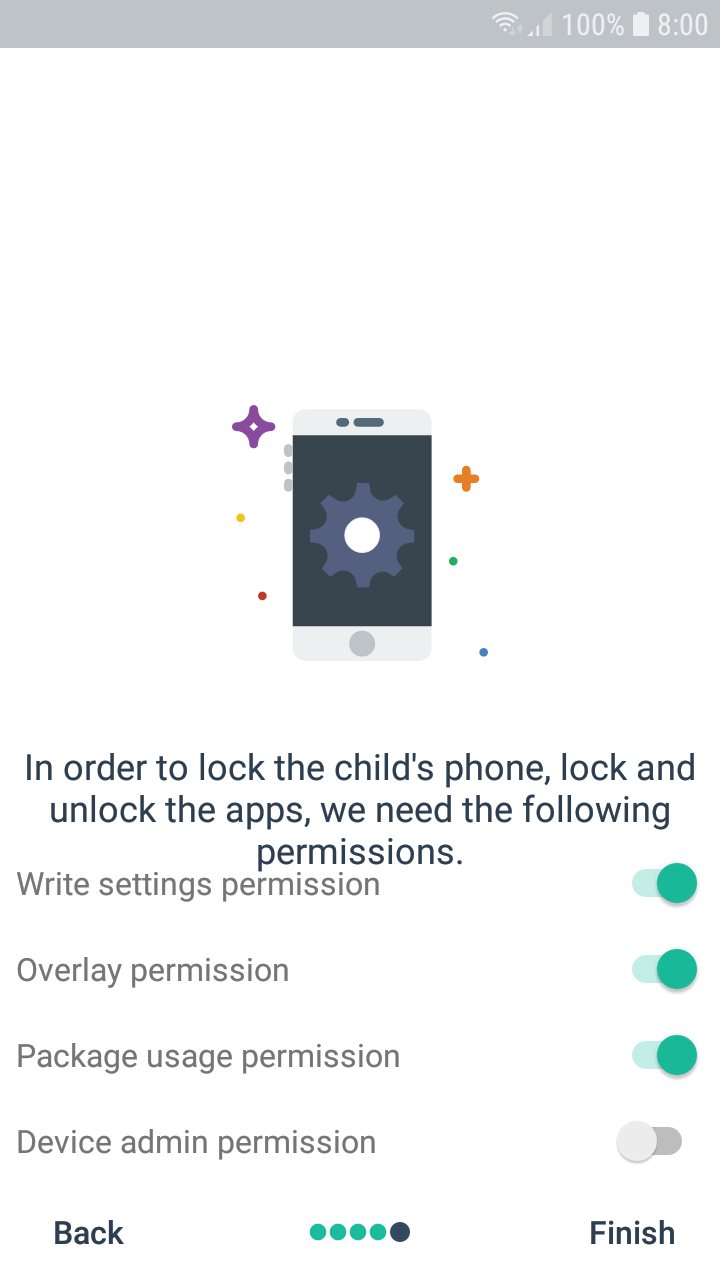 100% 8:00
In order to lock the child's phone, lock and
unlock the apps, we need the following
permissions.
Write settings permission
Overlay permission
Package usage permission
Device admin permission
Back
Finish